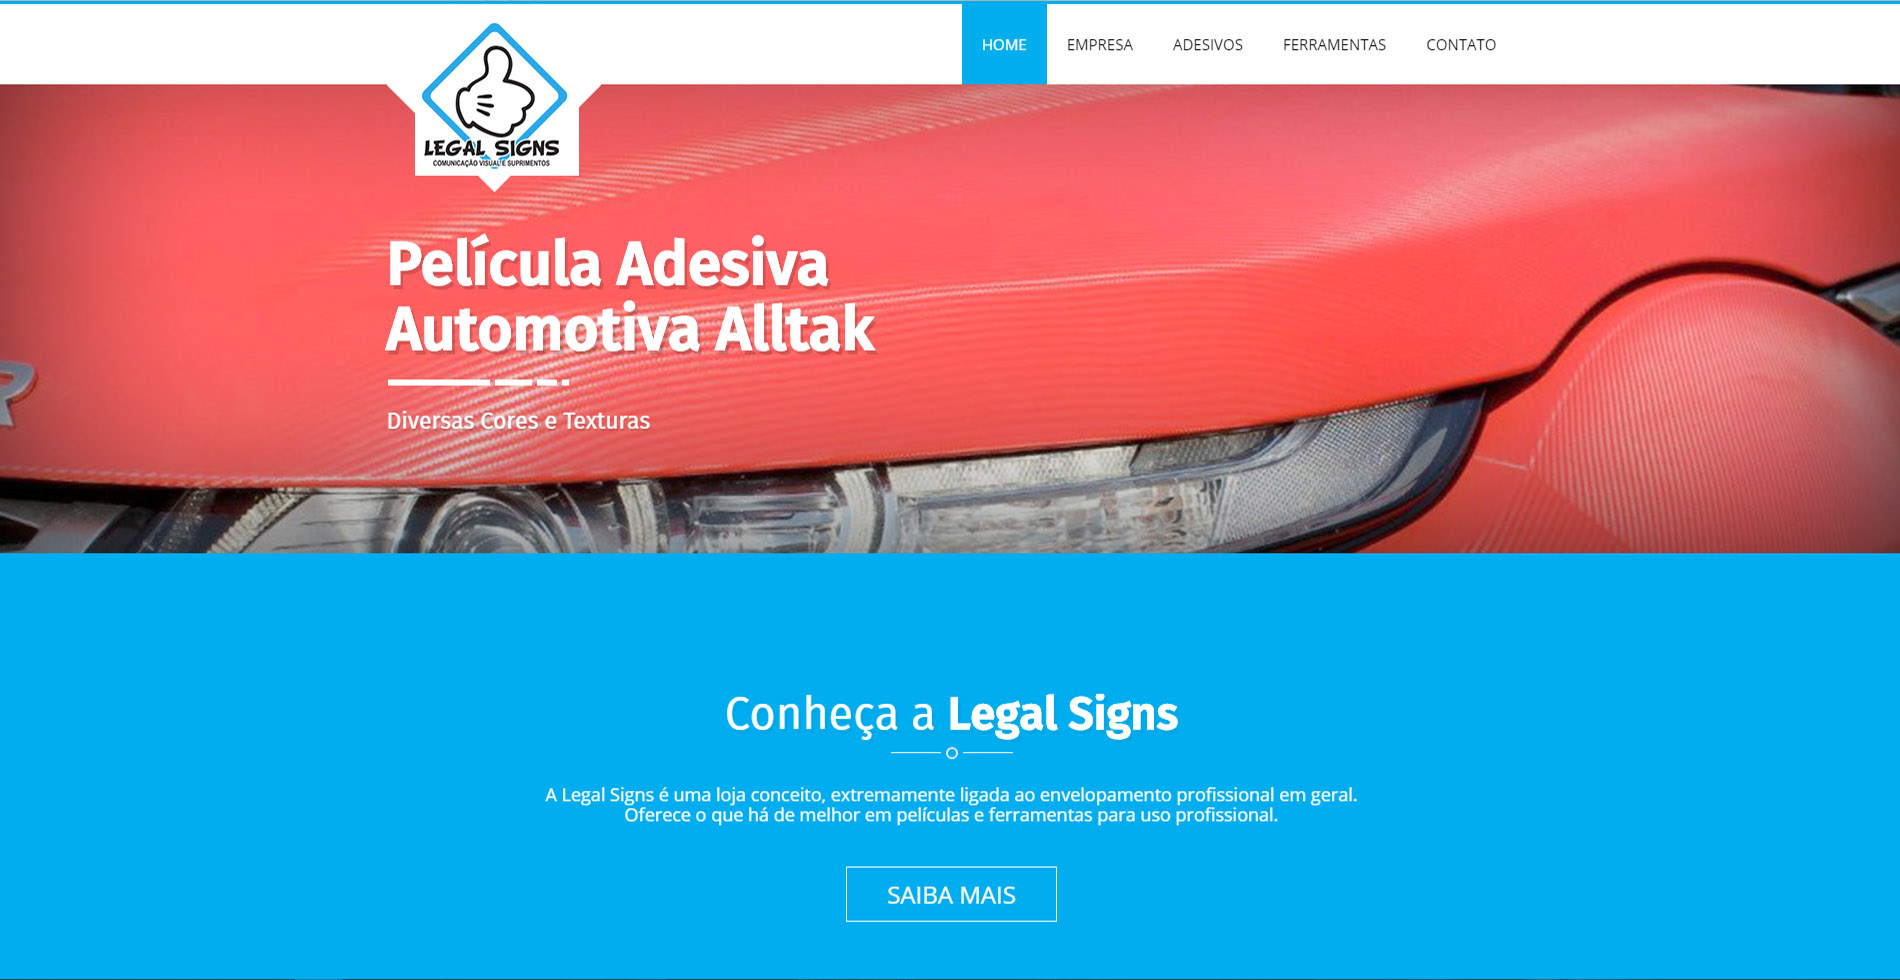 HOME EMPRESA ADESIVOS FERRAMENTAS CONTATO
LEGAL SIGNS
COMUNICAÇÃO VISUAL E SUPRIMENTOS
Película Adesiva
Automotiva Alltak
Diversas Cores e Texturas
R
Conheça a Legal Signs
A Legal Signs é uma loja conceito, extremamente ligada ao envelopamento profissional em geral.
Oferece o que há de melhor em películas e ferramentas para uso profissional.
SAIBA MAIS